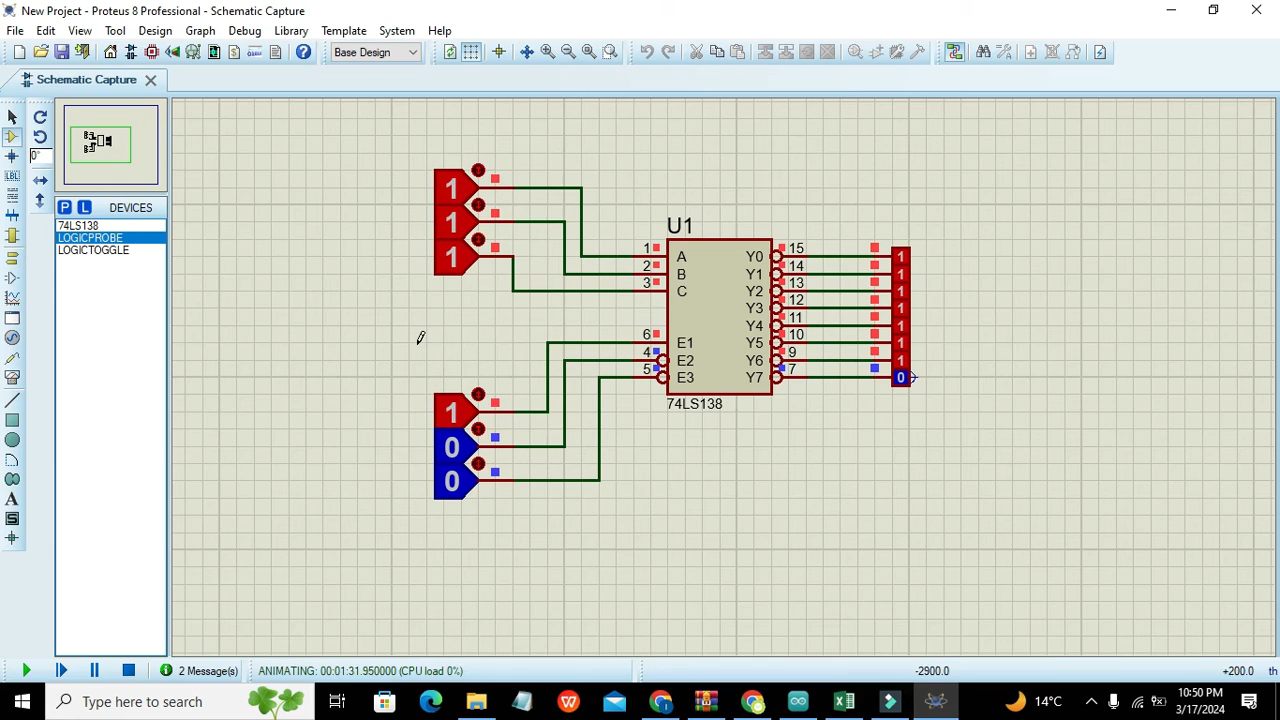 New Project - Proteus 8 Professional - Schematic Capture
File Edit View Tool Design Graph Debug Library Template System Help
Base Design
Schematic Capture
0°
P L DEVICES
74LS138
LOGICPROBE
LOGICTOGGLE
LBL
A
S
1
1
1
1
0
0
U1
1 A Y0 15 1
2 B Y1 14 1
3 C Y2 13 1
Y3 12 1
Y4 11 1
6 E1 Y5 10 1
4 E2 Y6 9 1
5 E3 Y7 7 0
74LS138
2 Message(s) ANIMATING: 00:01:31.950000 (CPU load 0%) -2900.0 +200.0
Type here to search
14°C
10:50 PM
3/17/2024